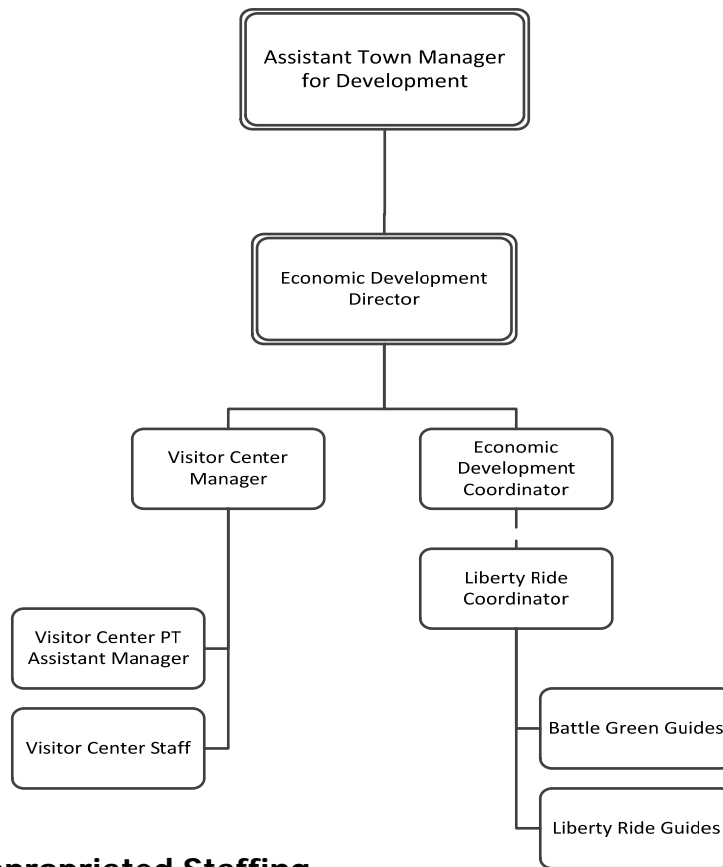 Assistant Town Manager
for Development
Economic Development
Director
Visitor Center
Manager
Economic
Development
Coordinator
Liberty Ride
Coordinator
Visitor Center PT
Assistant Manager
Visitor Center Staff
Battle Green Guides
Liberty Ride Guides
Staffing